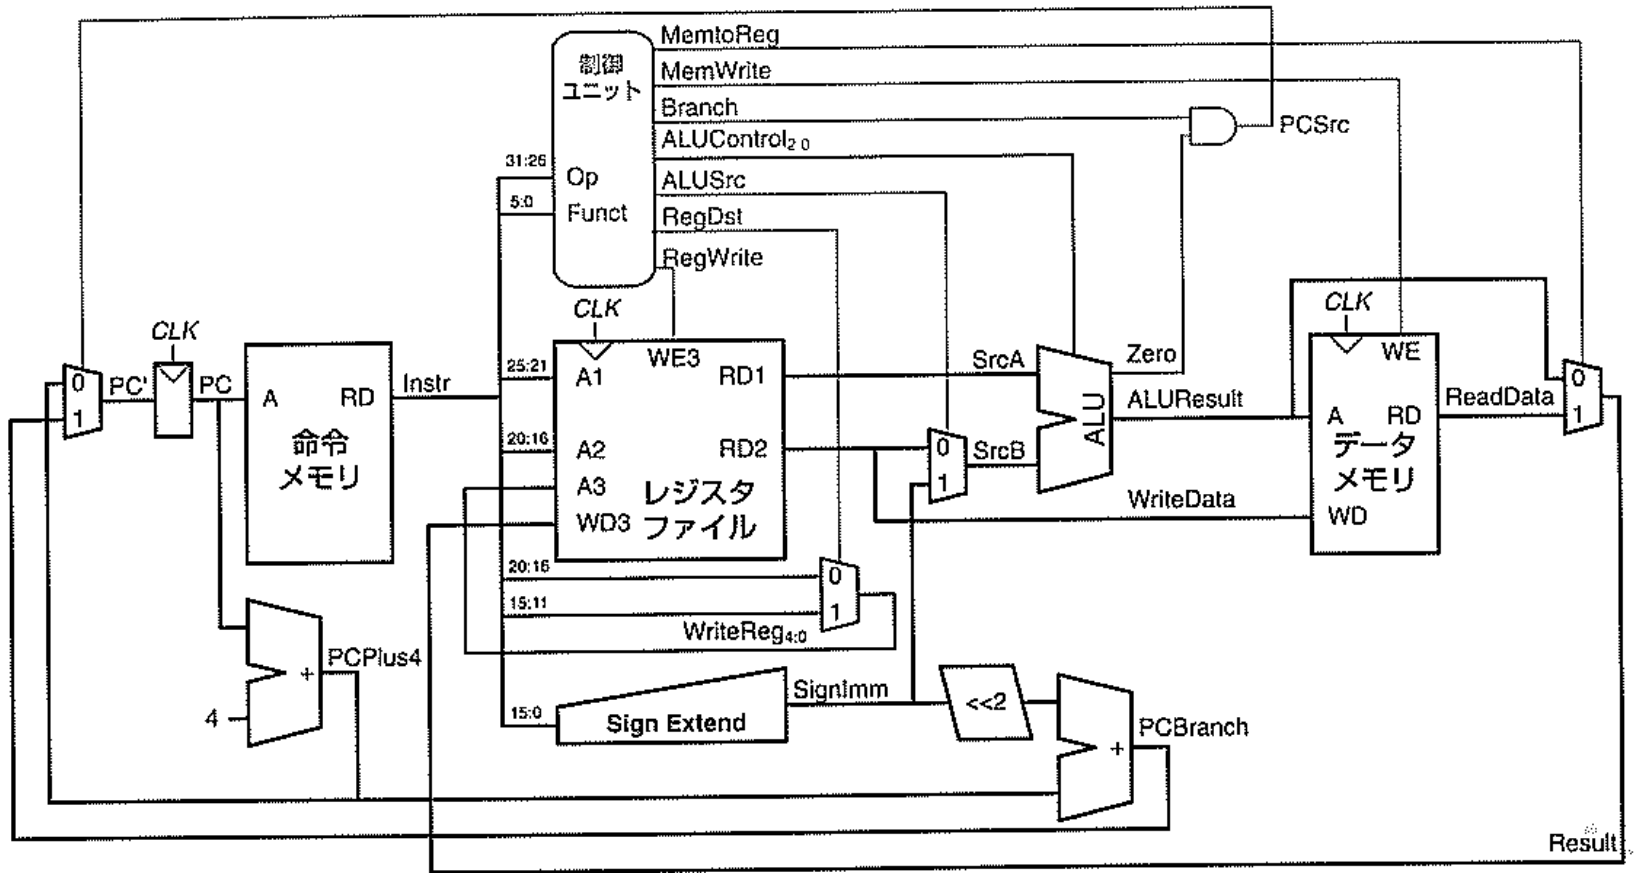 MemtoReg
制御
ユニット
MemWrite
Branch
PCSrc
ALUControl2 0
31:26
Op
ALUSrc
5:0
Funct
RegDst
RegWrite
CLK
CLK
CLK
0
1
PC'
PC
A
RD
命令
メモリ
Instr
25:21
A1
WE3
RD1
20:16
A2
RD2
A3
WD3
レジスタ
ファイル
SrcA
0
1
SrcB
ALU
Zero
ALUResult
WE
A
RD
データ
メモリ
WD
WriteData
ReadData
0
1
20:16
0
15:11
1
WriteReg4:0
PCPlus4
+
4
15:0
Sign Extend
SignImm
<<2
+
PCBranch
Result